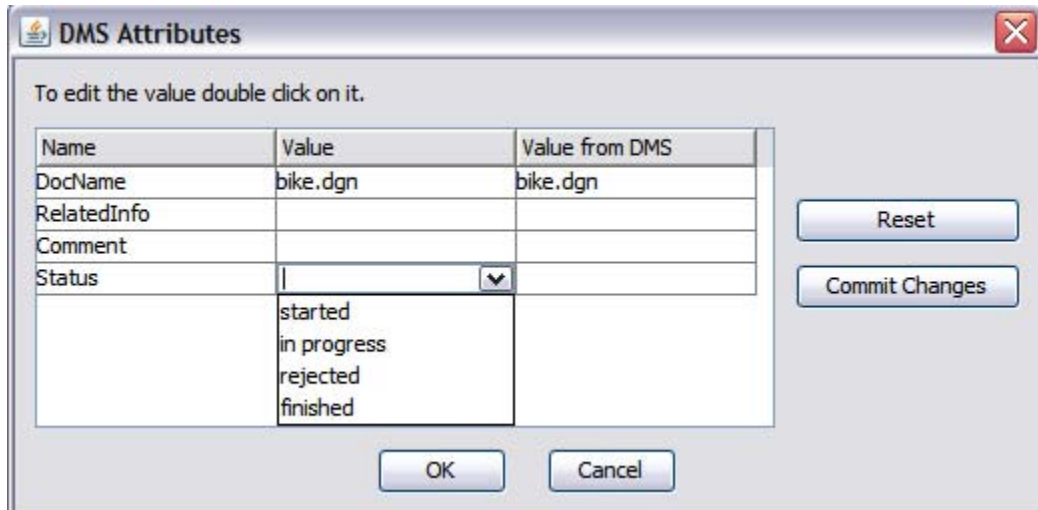 DMS Attributes
To edit the value double click on it.
Name Value Value from DMS
DocName bike.dgn bike.dgn
RelatedInfo
Reset
Comment
Status
Commit Changes
started
in progress
rejected
finished
OK Cancel